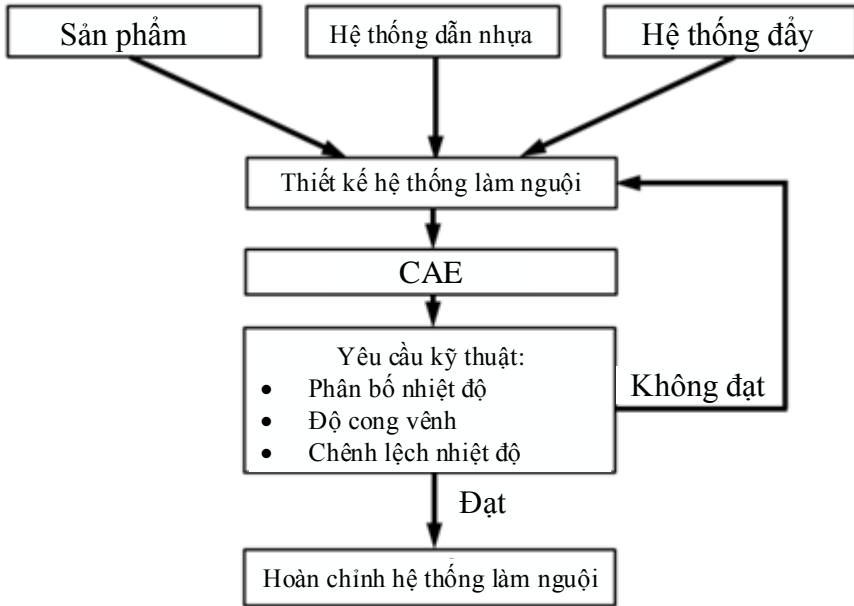 Sản phẩm
Hệ thống dẫn nhựa
Hệ thống đẩy
Thiết kế hệ thống làm nguội
CAE
Yêu cầu kỹ thuật:
• Phân bố nhiệt độ
• Độ cong vênh
• Chênh lệch nhiệt độ
Không đạt
Đạt
Hoàn chỉnh hệ thống làm nguội